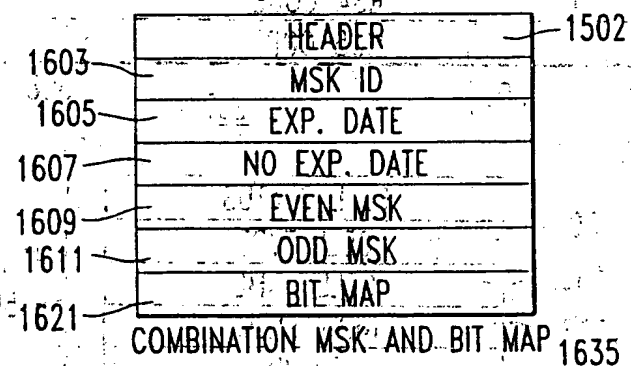 HEADER 1502
1603 MSK ID
1605 EXP. DATE
1607 NO EXP. DATE
1609 EVEN MSK
1611 ODD MSK
1621 BIT MAP
COMBINATION MSK AND BIT MAP 1635